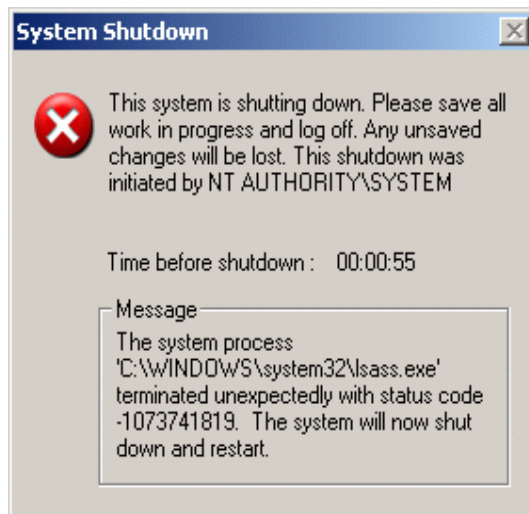 System Shutdown
This system is shutting down. Please save all
work in progress and log off. Any unsaved
changes will be lost. This shutdown was
initiated by NT AUTHORITY\SYSTEM
Time before shutdown : 00:00:55
Message
The system process
'C:\WINDOWS\system32\lsass.exe'
terminated unexpectedly with status code
-1073741819. The system will now shut
down and restart.